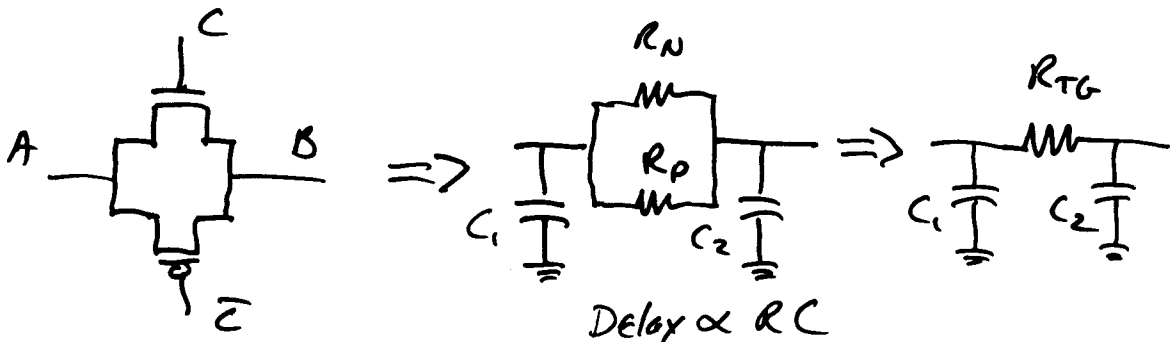 C
A
B
C̅
R_N
R_P
C_1
C_2
Delay ∝ RC
R_TG
C_1
C_2